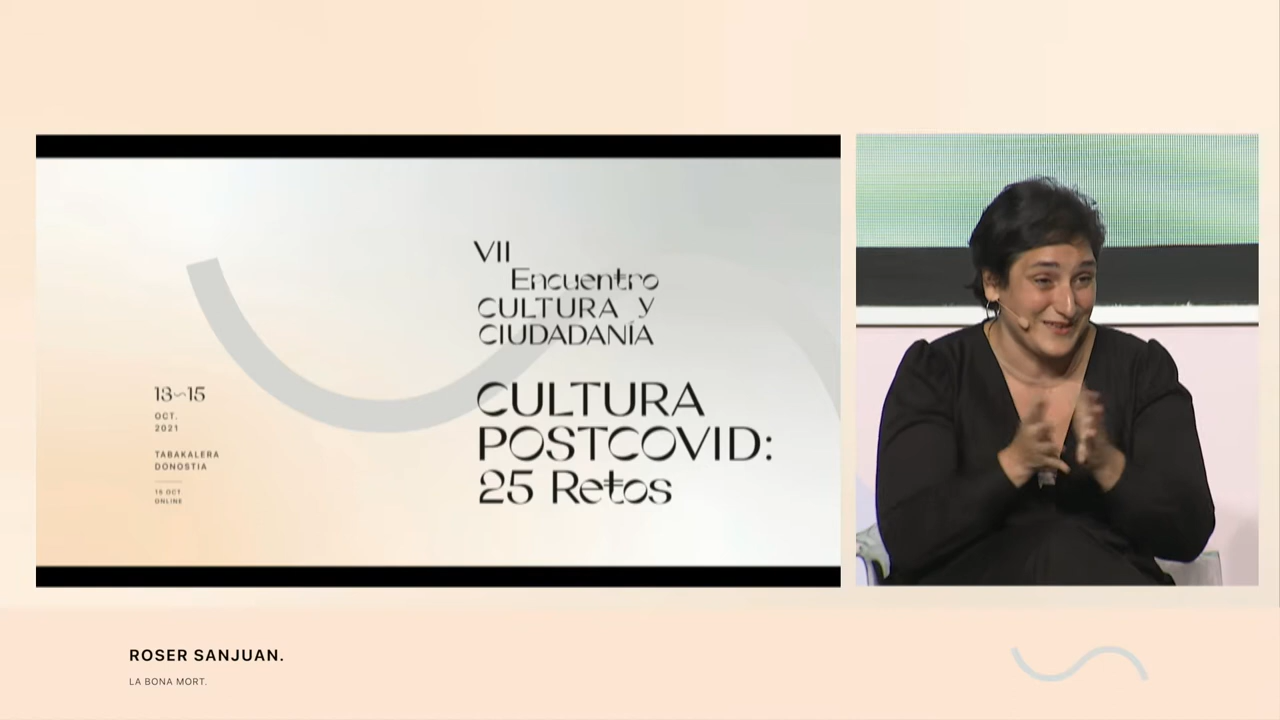 VII
Encuentro
CULTURA Y
CIUDADANÍA
CULTURA
POSTCOVID:
25 Retos
13~15
OCT.
2021
TABAKALERA
DONOSTIA
15 OCT
ONLINE
ROSER SANJUAN.
LA BONA MORT.